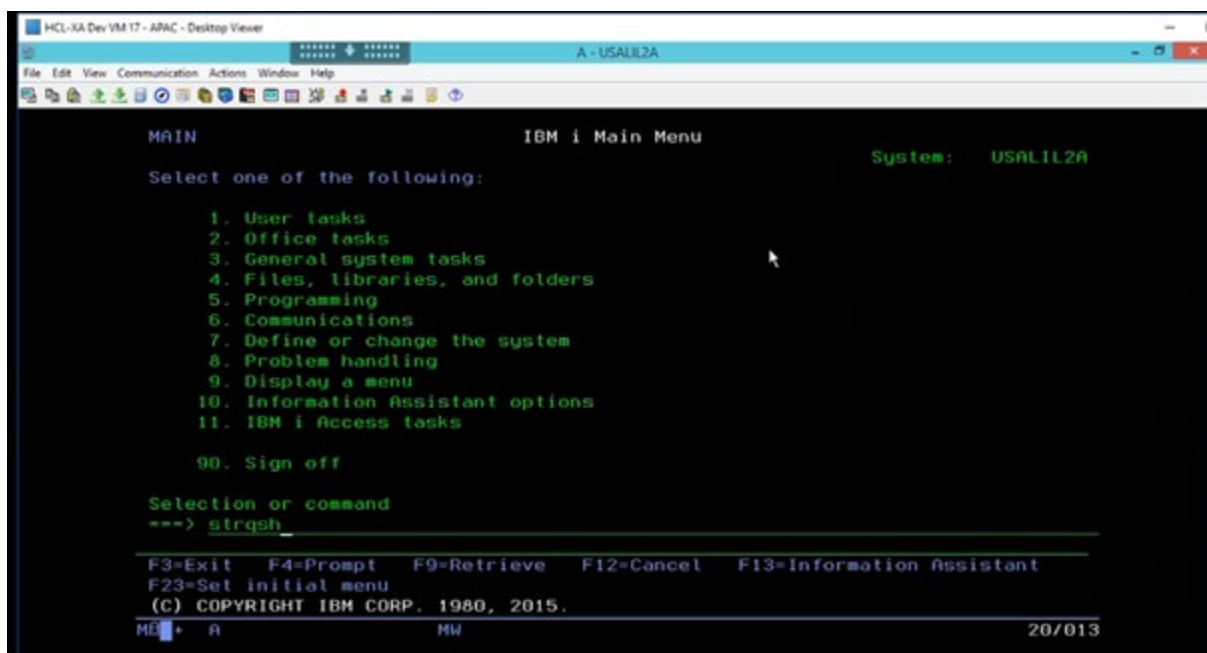 HCL-XA Dev VM 17 - APAC - Desktop Viewer
A - USALIL2A
File Edit View Communication Actions Window Help
MAIN IBM i Main Menu
System: USALIL2A
Select one of the following:
1. User tasks
2. Office tasks
3. General system tasks
4. Files, libraries, and folders
5. Programming
6. Communications
7. Define or change the system
8. Problem handling
9. Display a menu
10. Information Assistant options
11. IBM i Access tasks
90. Sign off
Selection or command
===> strqsh
F3=Exit F4=Prompt F9=Retrieve F12=Cancel F13=Information Assistant
F23=Set initial menu
(C) COPYRIGHT IBM CORP. 1980, 2015.
A MW 20/013